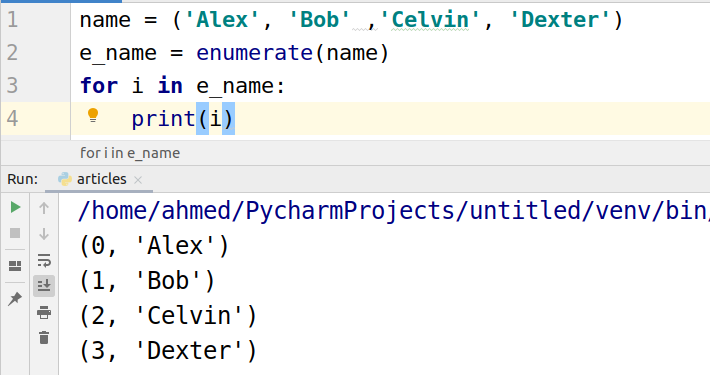 1 name = ('Alex', 'Bob' ,'Celvin', 'Dexter')
2 e_name = enumerate(name)
3 for i in e_name:
4     print(i)
for i in e_name
Run: articles ×
/home/ahmed/PycharmProjects/untitled/venv/bin/
(0, 'Alex')
(1, 'Bob')
(2, 'Celvin')
(3, 'Dexter')